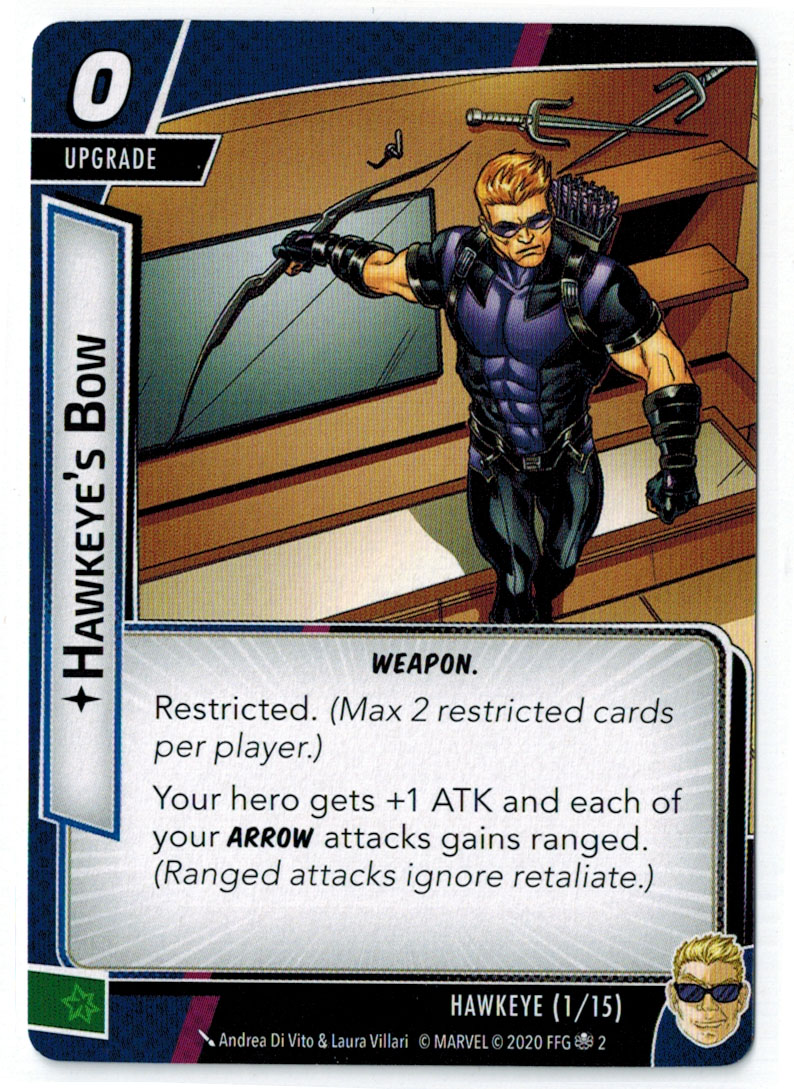 0
UPGRADE
HAWKEYE'S BOW
WEAPON.
Restricted. (Max 2 restricted cards
per player.)
Your hero gets +1 ATK and each of
your ARROW attacks gains ranged.
(Ranged attacks ignore retaliate.)
HAWKEYE (1/15)
Andrea Di Vito & Laura Villari © MARVEL © 2020 FFG 2